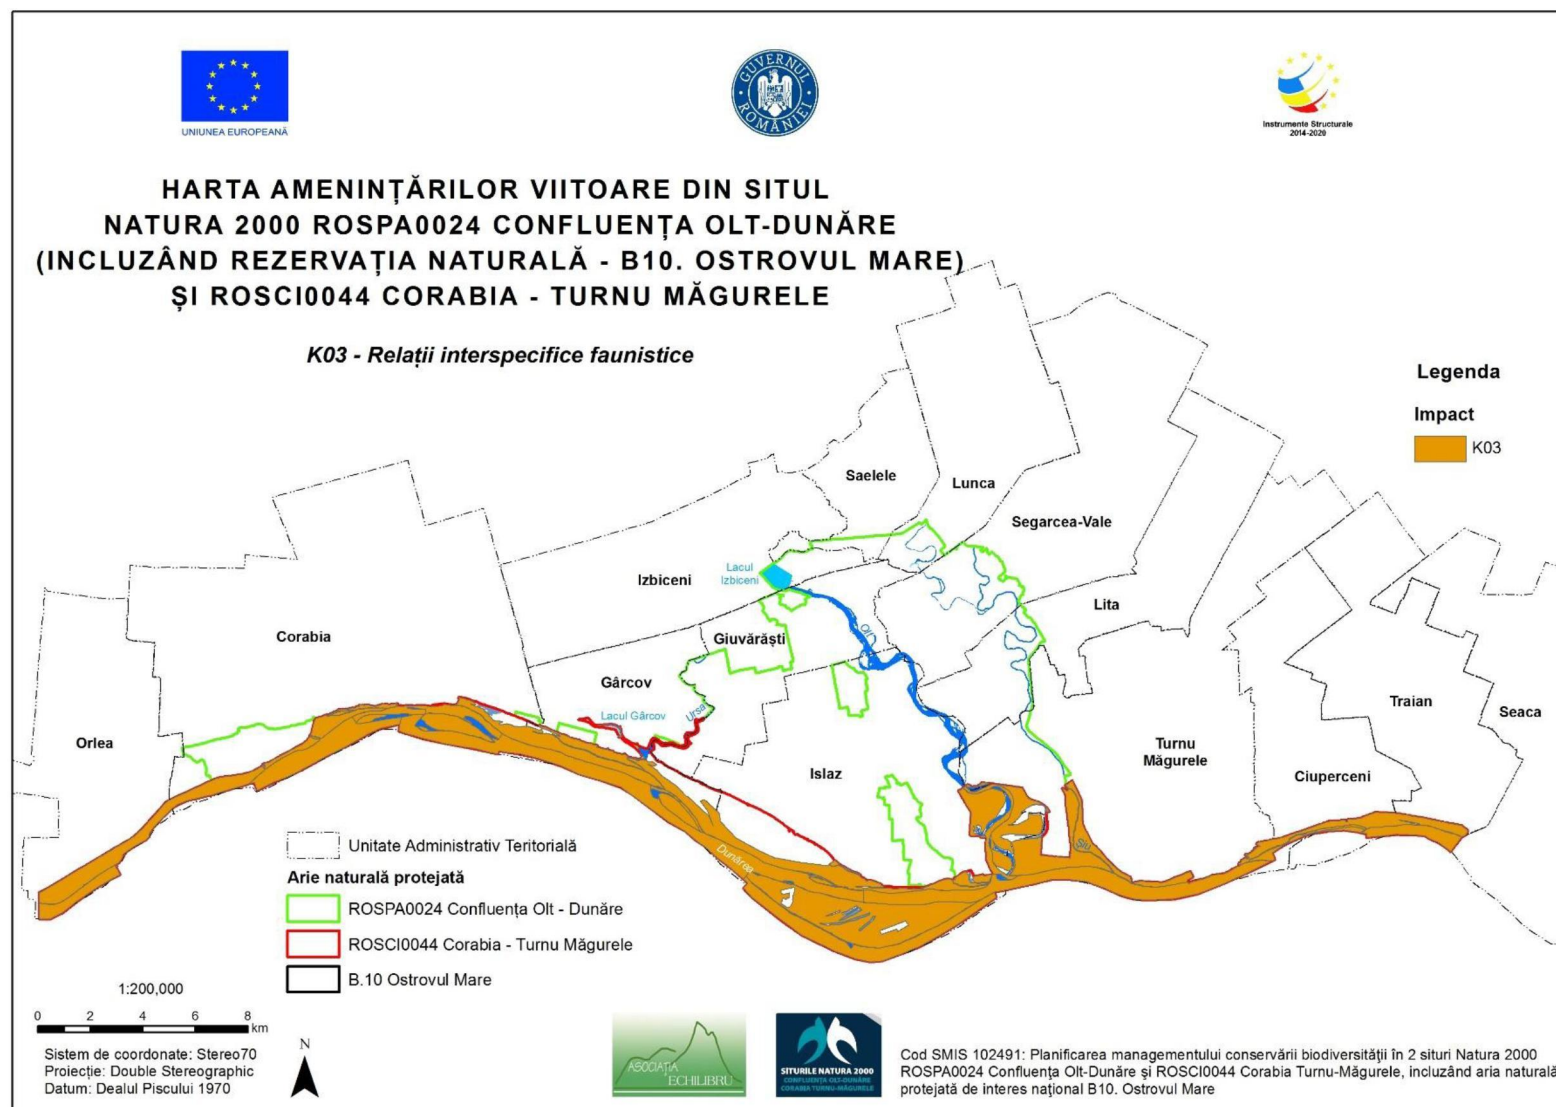 UNIUNEA EUROPEANĂ
GUVERNUL ROMÂNIEI
Instrumente Structurale
2014-2020
HARTA AMENINȚĂRILOR VIITOARE DIN SITUL
NATURA 2000 ROSPA0024 CONFLUENȚA OLT-DUNĂRE
(INCLUZÂND REZERVAȚIA NATURALĂ - B10. OSTROVUL MARE)
ȘI ROSCI0044 CORABIA - TURNU MĂGURELE
K03 - Relații interspecifice faunistice
Legenda
Impact
K03
Saelele
Lunca
Segarcea-Vale
Lacul
Izbiceni
Izbiceni
Lita
Corabia
Giuvărăști
Olt
Gârcov
Traian
Lacul Gârcov
Ursa
Seaca
Orlea
Turnu
Măgurele
Islaz
Ciuperceni
Dunărea
Siu
Unitate Administrativ Teritorială
Arie naturală protejată
ROSPA0024 Confluența Olt - Dunăre
ROSCI0044 Corabia - Turnu Măgurele
B.10 Ostrovul Mare
1:200,000
0 2 4 6 8
km
N
Sistem de coordonate: Stereo70
Proiecție: Double Stereographic
Datum: Dealul Piscului 1970
ASOCIAȚIA
ECHILIBRU
SITURILE NATURA 2000
CONFLUENȚA OLT-DUNĂRE
CORABIA TURNU-MĂGURELE
Cod SMIS 102491: Planificarea managementului conservării biodiversității în 2 situri Natura 2000
ROSPA0024 Confluența Olt-Dunăre și ROSCI0044 Corabia Turnu-Măgurele, incluzând aria naturală
protejată de interes național B10. Ostrovul Mare